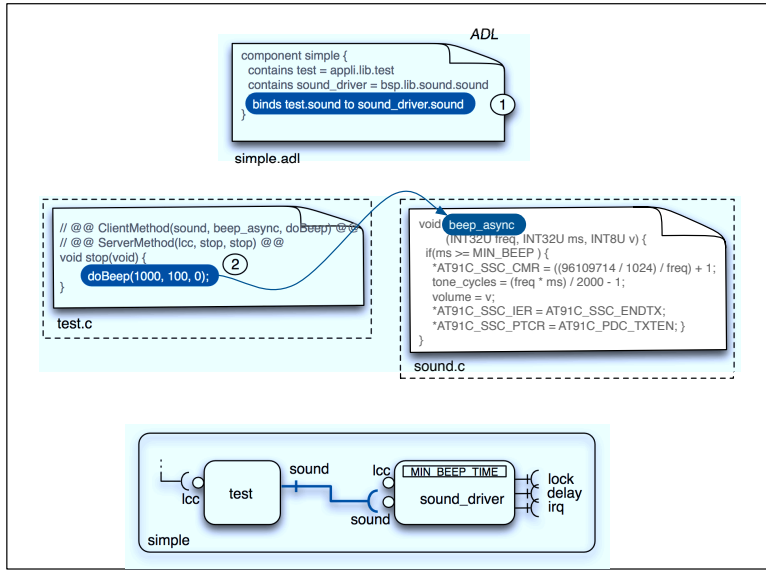 ADL
component simple {
contains test = appli.lib.test
contains sound_driver = bsp.lib.sound.sound
binds test.sound to sound_driver.sound
}
1
simple.adl
// @@ ClientMethod(sound, beep_async, doBeep) @@
// @@ ServerMethod(lcc, stop, stop) @@
void stop(void) {
doBeep(1000, 100, 0);
}
2
test.c
void beep_async
(INT32U freq, INT32U ms, INT8U v) {
if(ms >= MIN_BEEP ) {
*AT91C_SSC_CMR = ((96109714 / 1024) / freq) + 1;
tone_cycles = (freq * ms) / 2000 - 1;
volume = v;
*AT91C_SSC_IER = AT91C_SSC_ENDTX;
*AT91C_SSC_PTCR = AT91C_PDC_TXTEN; }
}
sound.c
lcc
test
sound
lcc
sound
MIN_BEEP_TIME
sound_driver
lock
delay
irq
simple